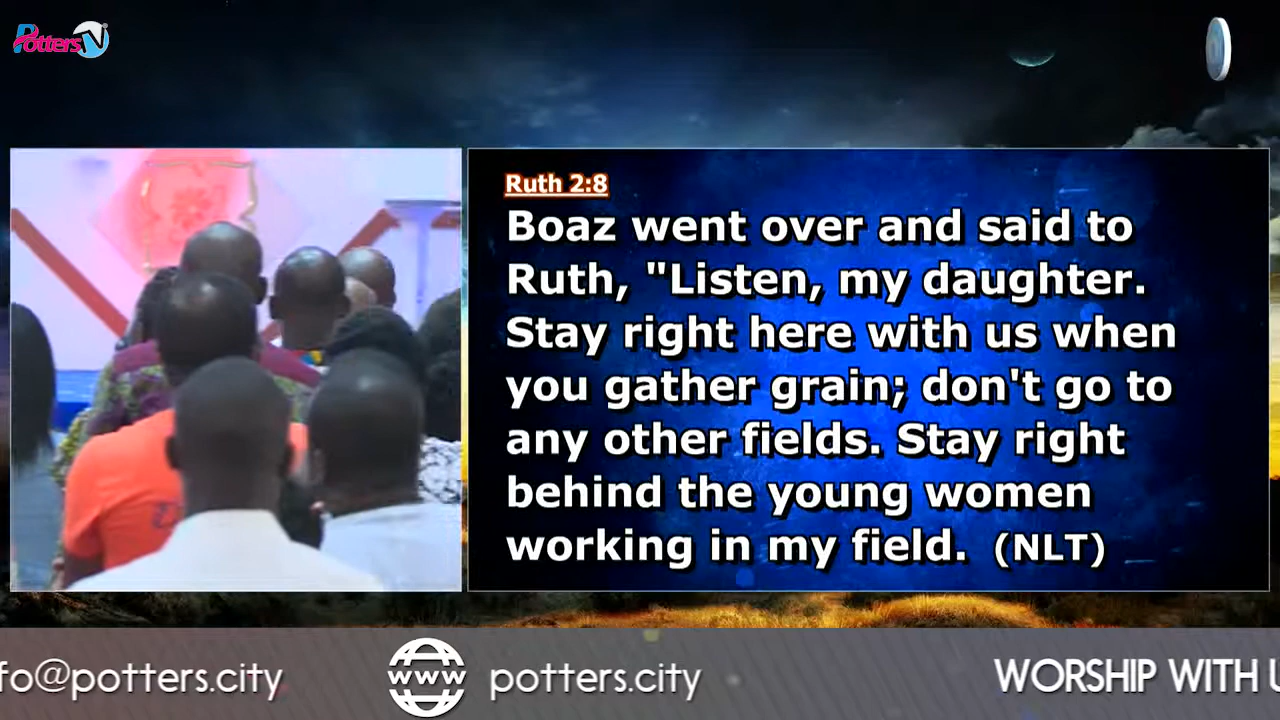 PottersTV
Ruth 2:8
Boaz went over and said to
Ruth, "Listen, my daughter.
Stay right here with us when
you gather grain; don't go to
any other fields. Stay right
behind the young women
working in my field. (NLT)
fo@potters.city
www
potters.city
WORSHIP WITH U